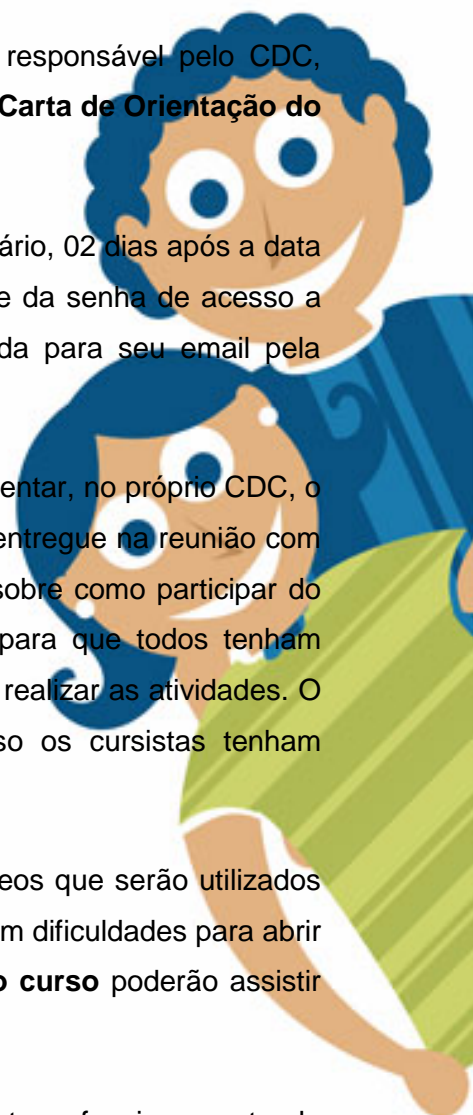 responsável pelo CDC,
Carta de Orientação do
ário, 02 dias após a data
e da senha de acesso a
da para seu email pela
entar, no próprio CDC, o
entregue na reunião com
sobre como participar do
para que todos tenham
realizar as atividades. O
so os cursistas tenham
eos que serão utilizados
m dificuldades para abrir
o curso poderão assistir